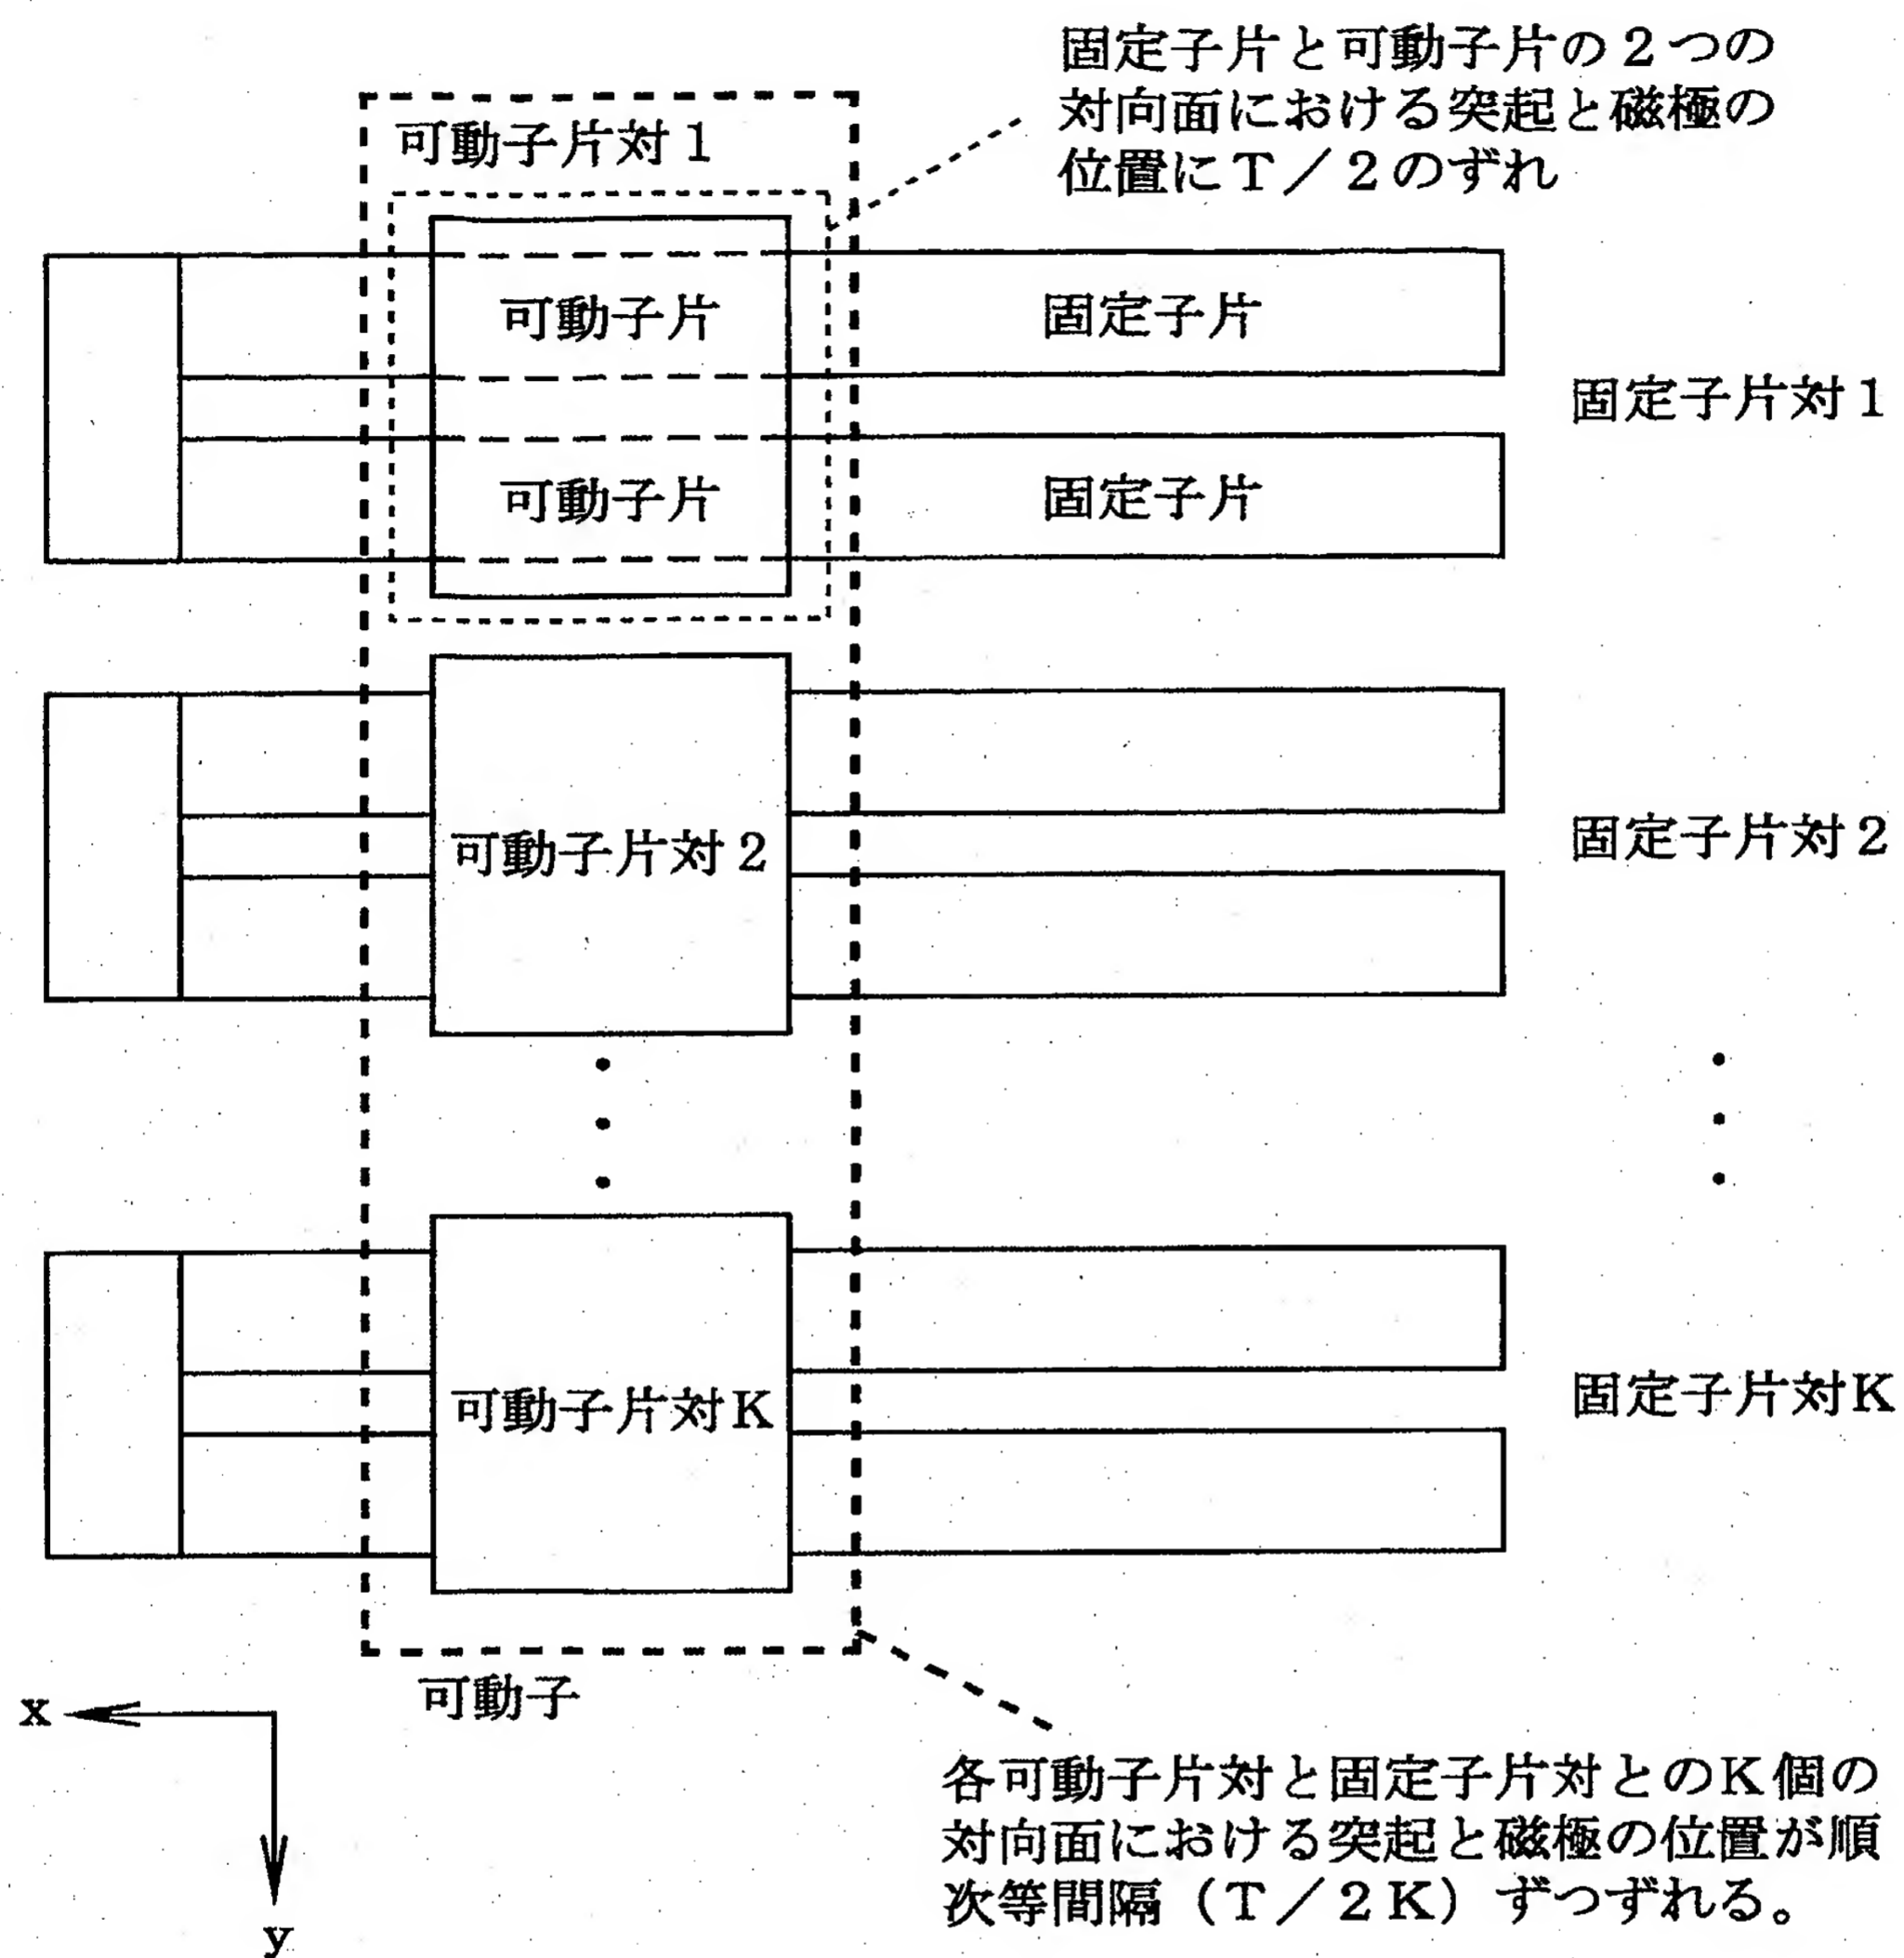 固定子片と可動子片の２つの
対向面における突起と磁極の
位置にＴ／２のずれ
可動子片対１
可動子片
固定子片
固定子片対１
可動子片
固定子片
可動子片対２
固定子片対２
可動子片対Ｋ
固定子片対Ｋ
可動子
x
y
各可動子片対と固定子片対とのＫ個の
対向面における突起と磁極の位置が順
次等間隔（Ｔ／２Ｋ）ずつずれる。